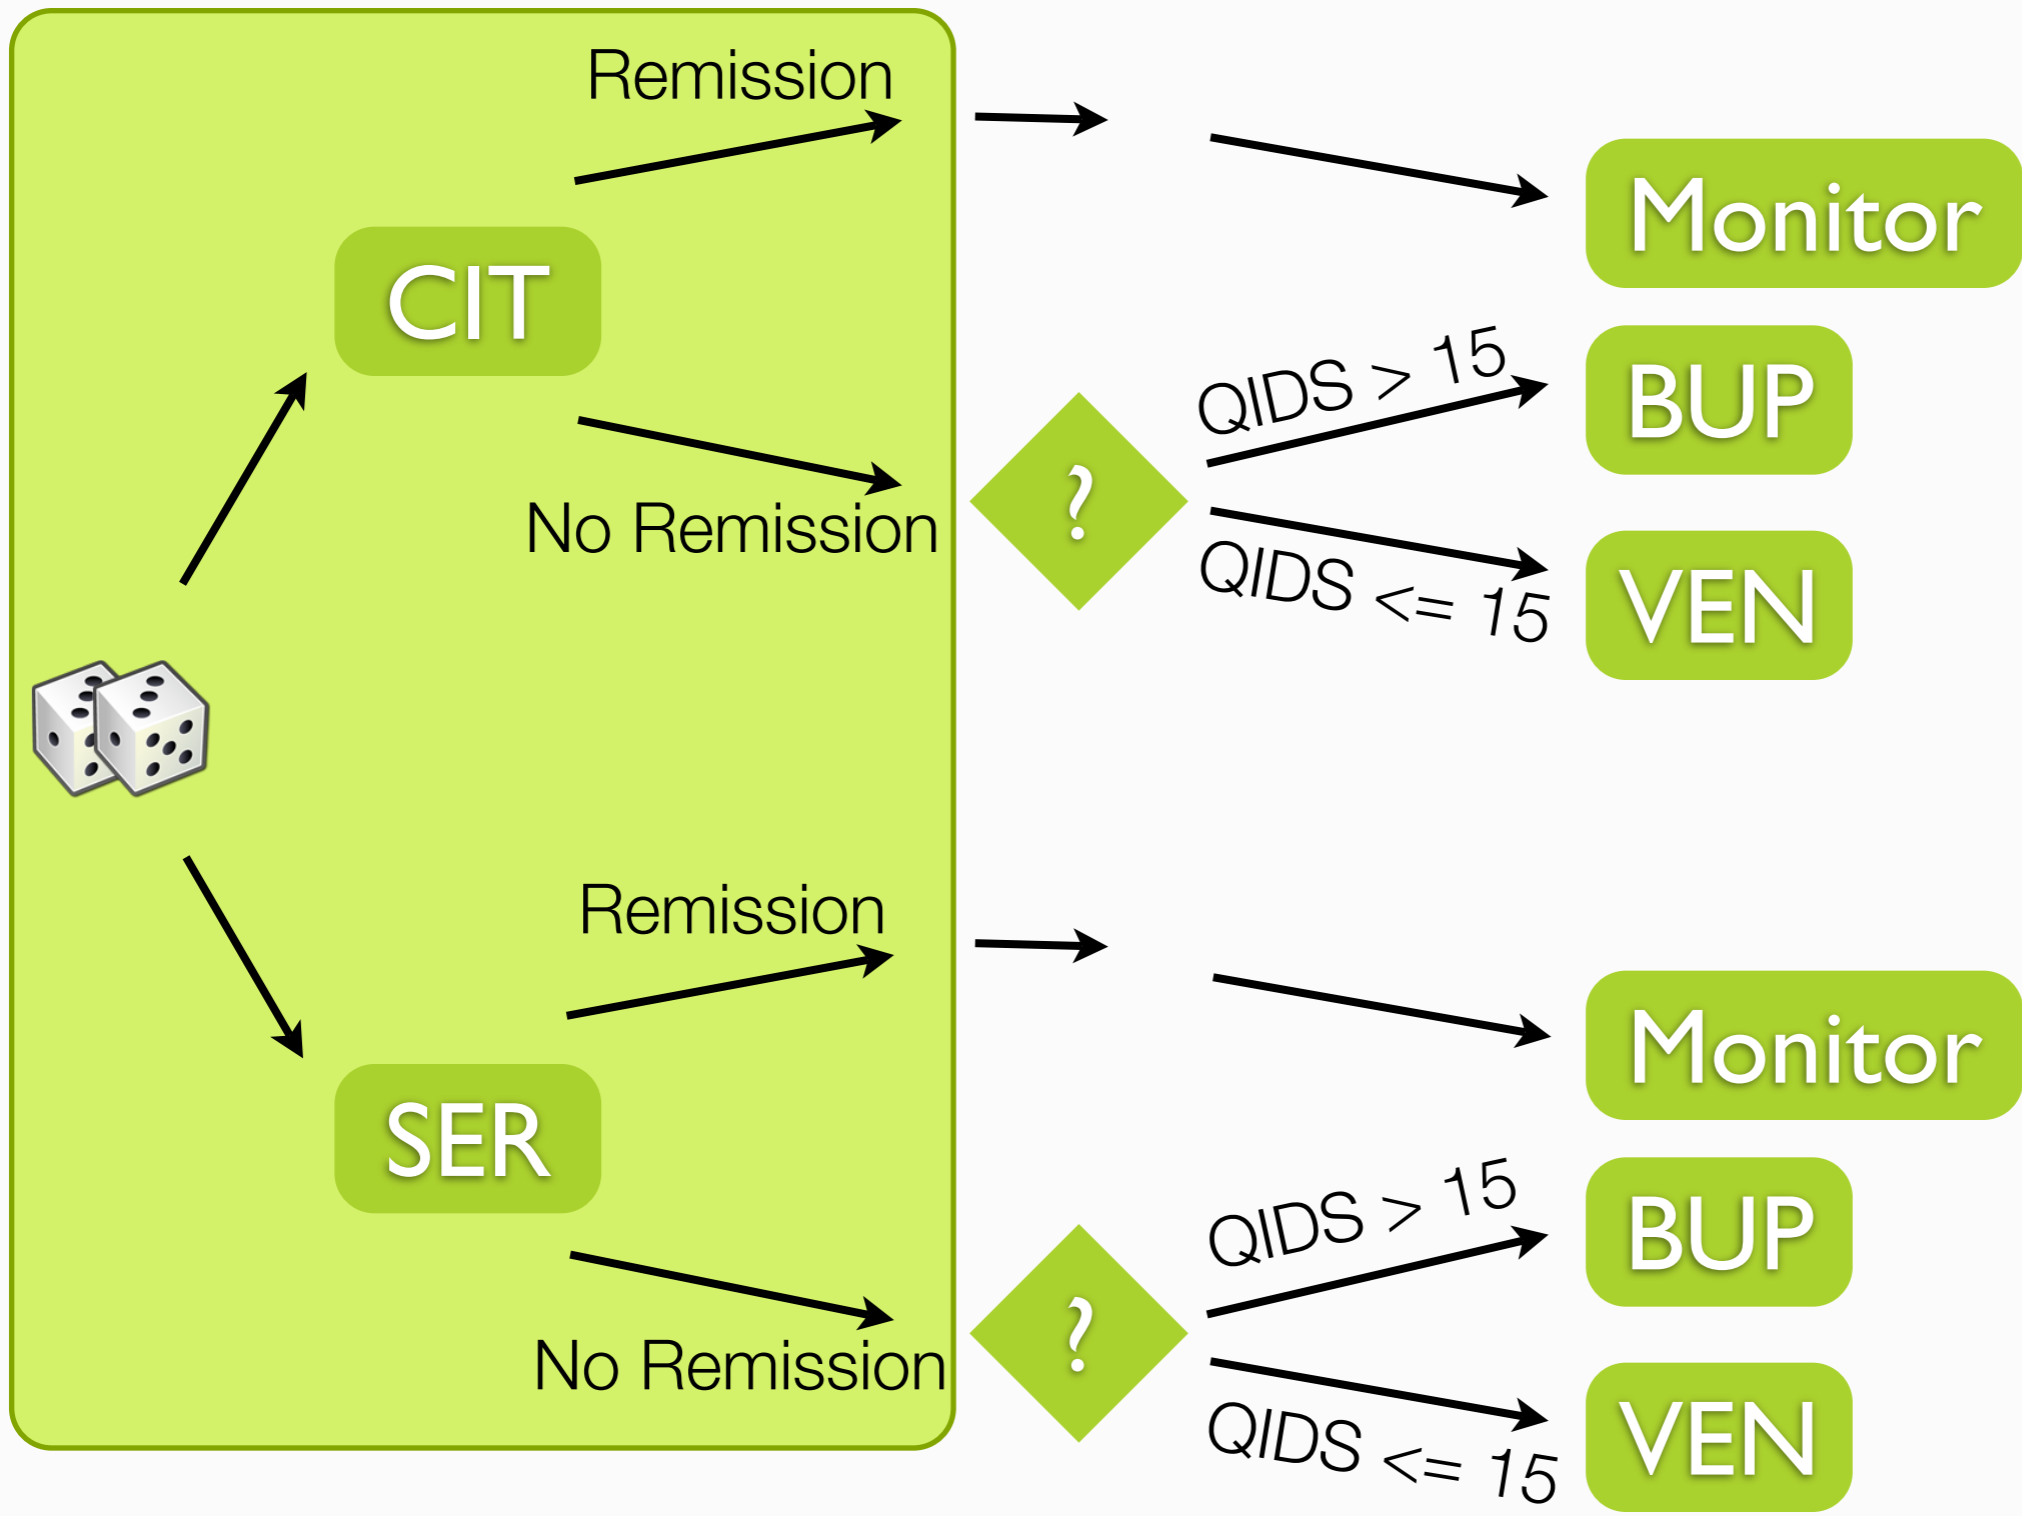 Remission
Monitor
CIT
QIDS > 15
BUP
No Remission
?
QIDS <= 15
VEN
Remission
Monitor
SER
QIDS > 15
BUP
No Remission
?
QIDS <= 15
VEN